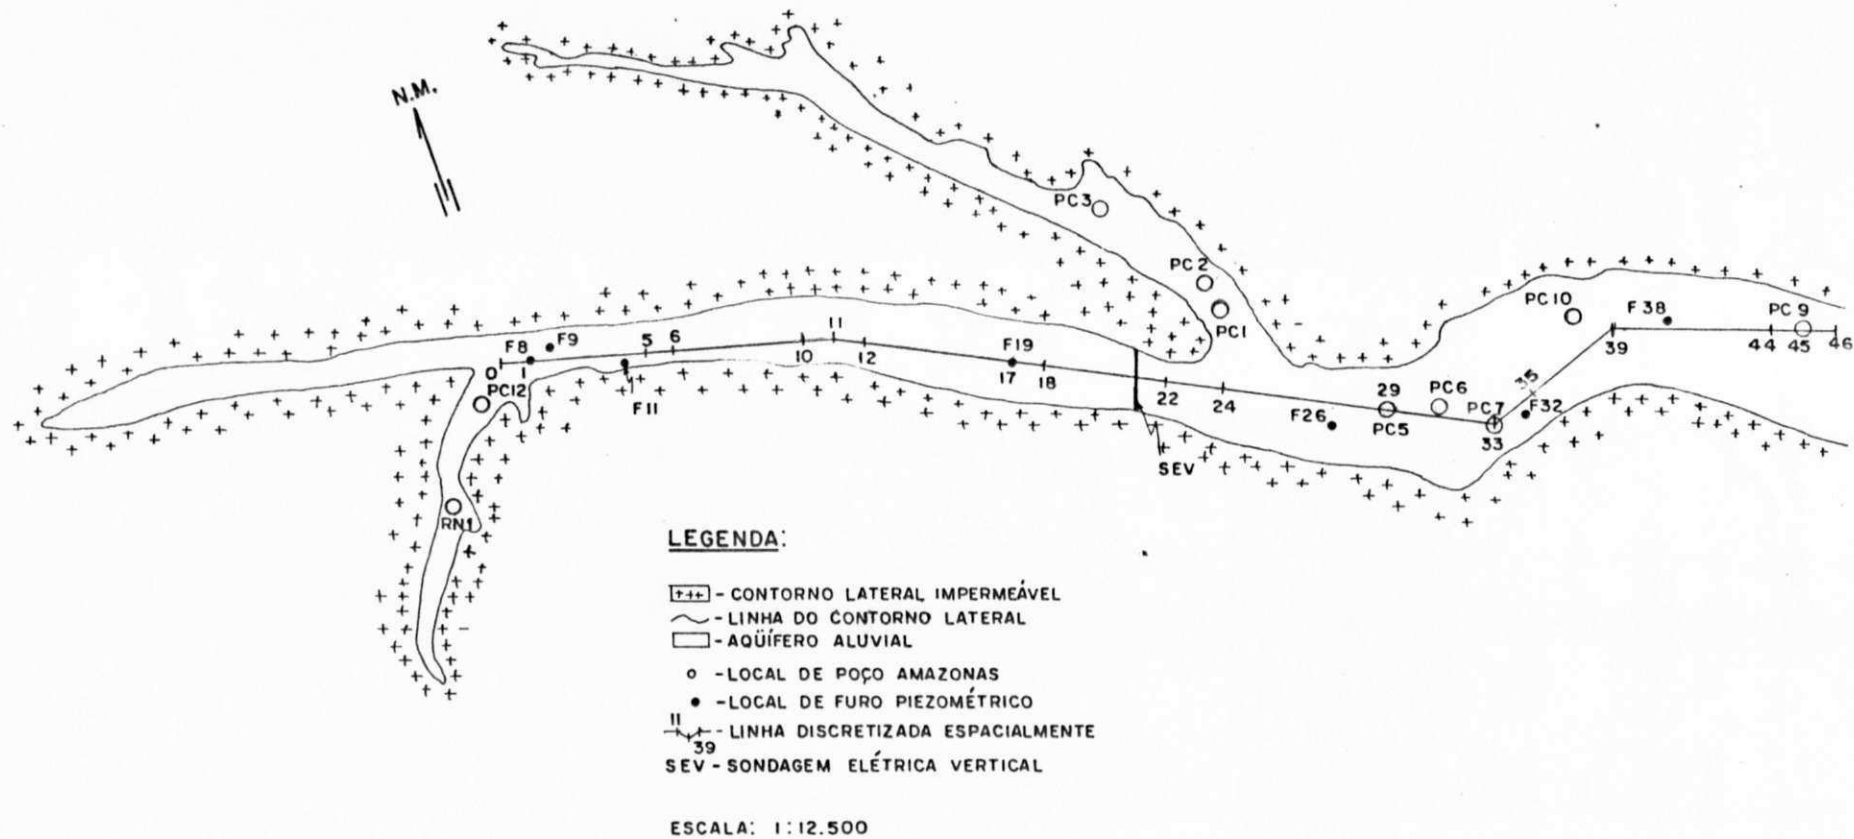 N.M.
PC3
PC2
PC1
PC10
F38
PC9
11
F9
F8
5
6
F19
10
12
0
1
17
18
39
44
45
46
PC12
F11
22
24
29
PC6
35
F26
PC5
PC7
F32
33
SEV
RN1
LEGENDA:
+++ - CONTORNO LATERAL IMPERMEÁVEL
- LINHA DO CONTORNO LATERAL
- AQÜÍFERO ALUVIAL
- LOCAL DE POÇO AMAZONAS
- LOCAL DE FURO PIEZOMÉTRICO
11 39 - LINHA DISCRETIZADA ESPACIALMENTE
SEV - SONDAGEM ELÉTRICA VERTICAL
ESCALA: 1:12.500